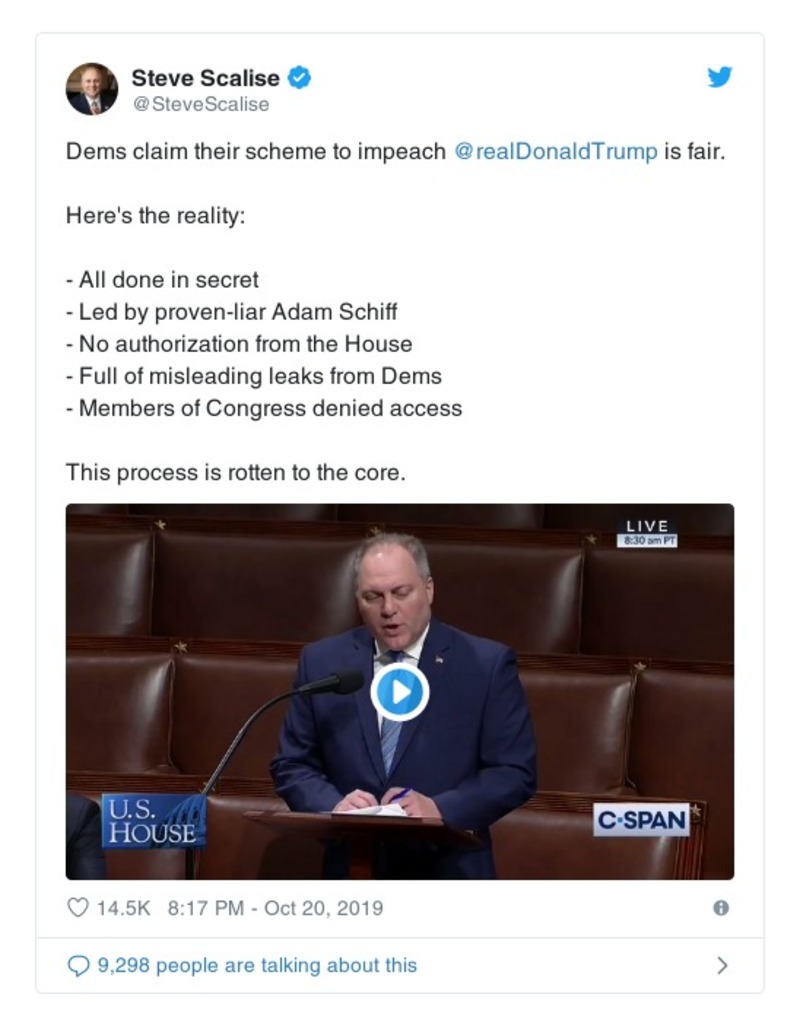 Steve Scalise
@SteveScalise
Dems claim their scheme to impeach @realDonaldTrump is fair.
Here's the reality:
- All done in secret
- Led by proven-liar Adam Schiff
- No authorization from the House
- Full of misleading leaks from Dems
- Members of Congress denied access
This process is rotten to the core.
LIVE
8:30 am PT
U.S.
HOUSE
C-SPAN
14.5K 8:17 PM - Oct 20, 2019
9,298 people are talking about this